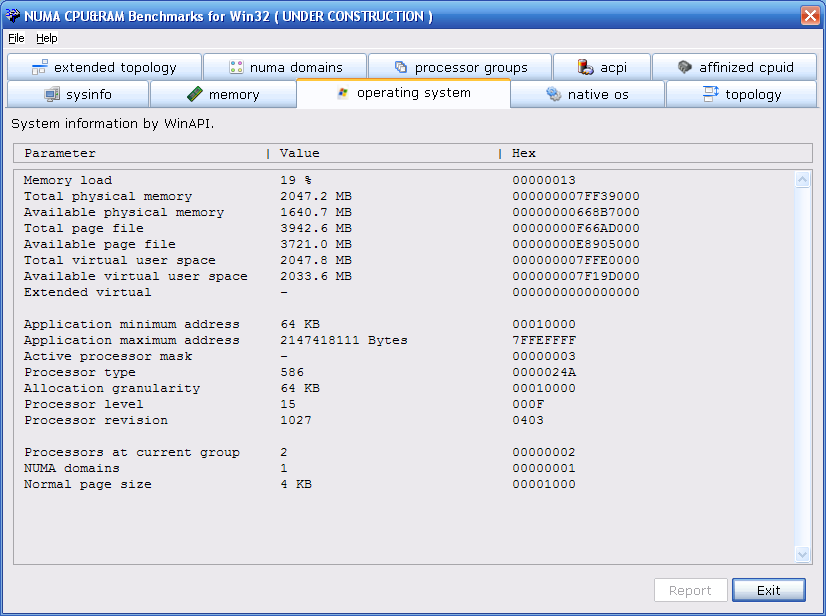 NUMA CPU&RAM Benchmarks for Win32 ( UNDER CONSTRUCTION )
File Help
extended topology numa domains processor groups acpi affinized cpuid
sysinfo memory operating system native os topology
System information by WinAPI.
Parameter | Value | Hex
Memory load 19 % 00000013
Total physical memory 2047.2 MB 000000007FF39000
Available physical memory 1640.7 MB 00000000668B7000
Total page file 3942.6 MB 00000000F66AD000
Available page file 3721.0 MB 00000000E8905000
Total virtual user space 2047.8 MB 000000007FFE0000
Available virtual user space 2033.6 MB 000000007F19D000
Extended virtual - 0000000000000000
Application minimum address 64 KB 00010000
Application maximum address 2147418111 Bytes 7FFEFFFF
Active processor mask - 00000003
Processor type 586 0000024A
Allocation granularity 64 KB 00010000
Processor level 15 000F
Processor revision 1027 0403
Processors at current group 2 00000002
NUMA domains 1 00000001
Normal page size 4 KB 00001000
Report Exit